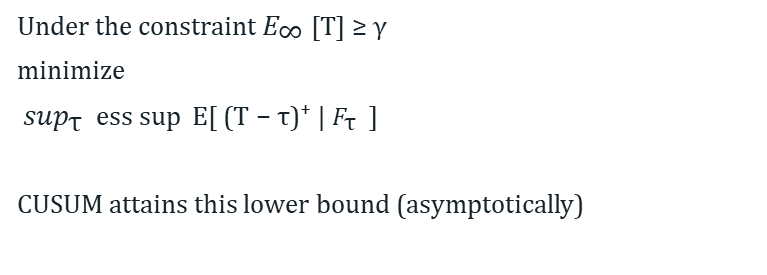 Under the constraint E∞ [T] ≥ γ
minimize
supτ ess sup E[ (T − τ)⁺ | Fτ ]
CUSUM attains this lower bound (asymptotically)